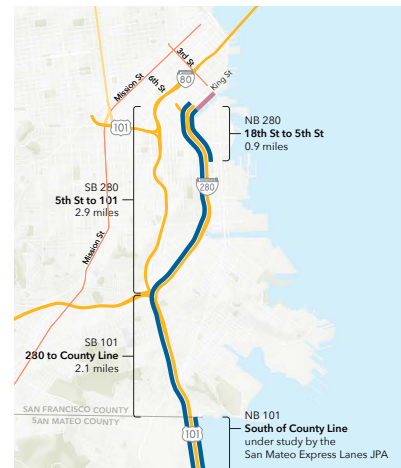 3rd St
80
King St
Mission St
6th St
101
NB 280
18th St to 5th St
0.9 miles
280
SB 280
5th St to 101
2.9 miles
Mission St
SB 101
280 to County Line
2.1 miles
SAN FRANCISCO COUNTY
SAN MATEO COUNTY
101
NB 101
South of County Line
under study by the
San Mateo Express Lanes JPA